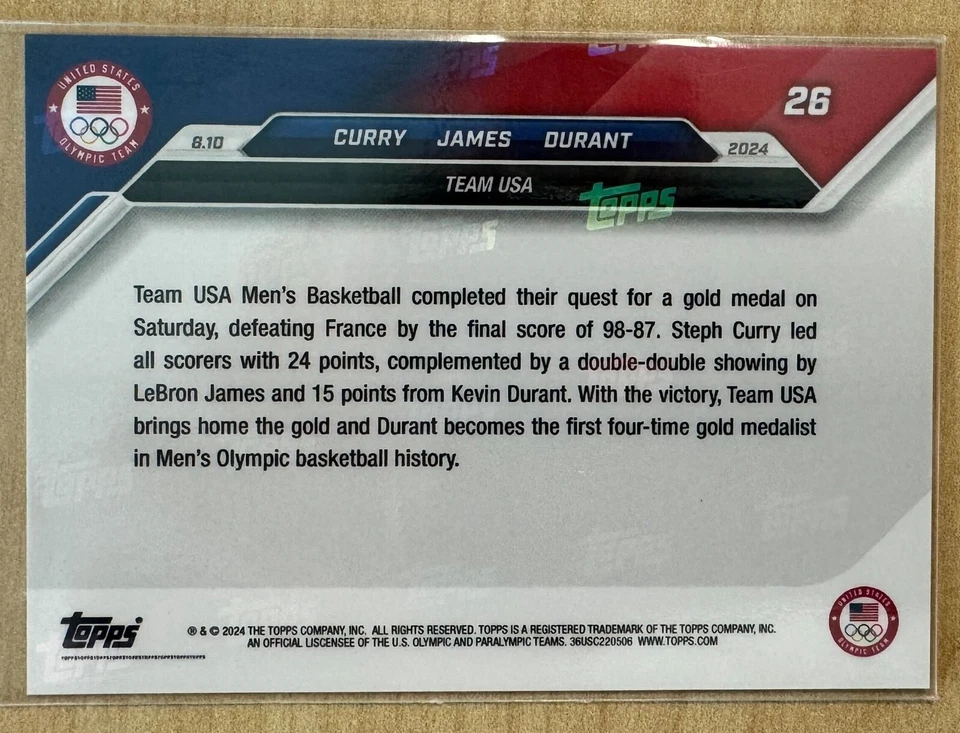 UNITED STATES
OLYMPIC TEAM
26
8.10
CURRY JAMES DURANT
2024
TEAM USA
topps
Team USA Men's Basketball completed their quest for a gold medal on
Saturday, defeating France by the final score of 98-87. Steph Curry led
all scorers with 24 points, complemented by a double-double showing by
LeBron James and 15 points from Kevin Durant. With the victory, Team USA
brings home the gold and Durant becomes the first four-time gold medalist
in Men's Olympic basketball history.
topps
® & © 2024 THE TOPPS COMPANY, INC. ALL RIGHTS RESERVED. TOPPS IS A REGISTERED TRADEMARK OF THE TOPPS COMPANY, INC.
AN OFFICIAL LISCENSEE OF THE U.S. OLYMPIC AND PARALYMPIC TEAMS. 36USC220506 WWW.TOPPS.COM
UNITED STATES
OLYMPIC TEAM